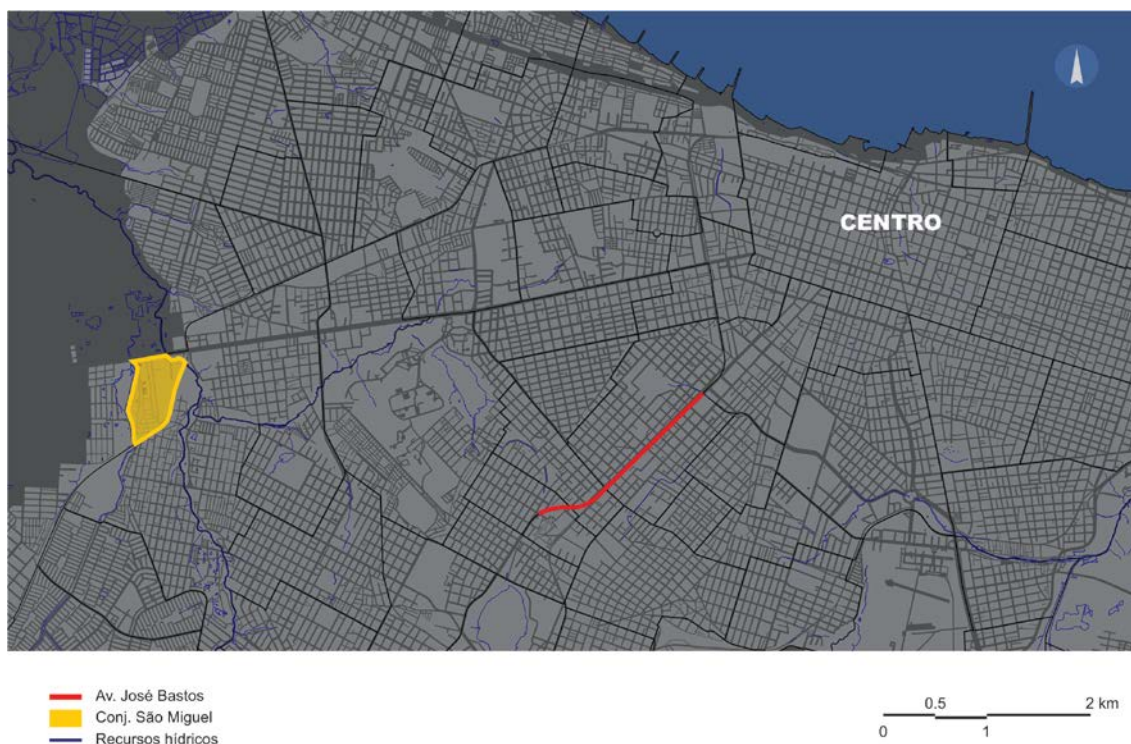 CENTRO
Av. José Bastos
Conj. São Miguel
Recursos hídricos
0.5 2 km
0 1